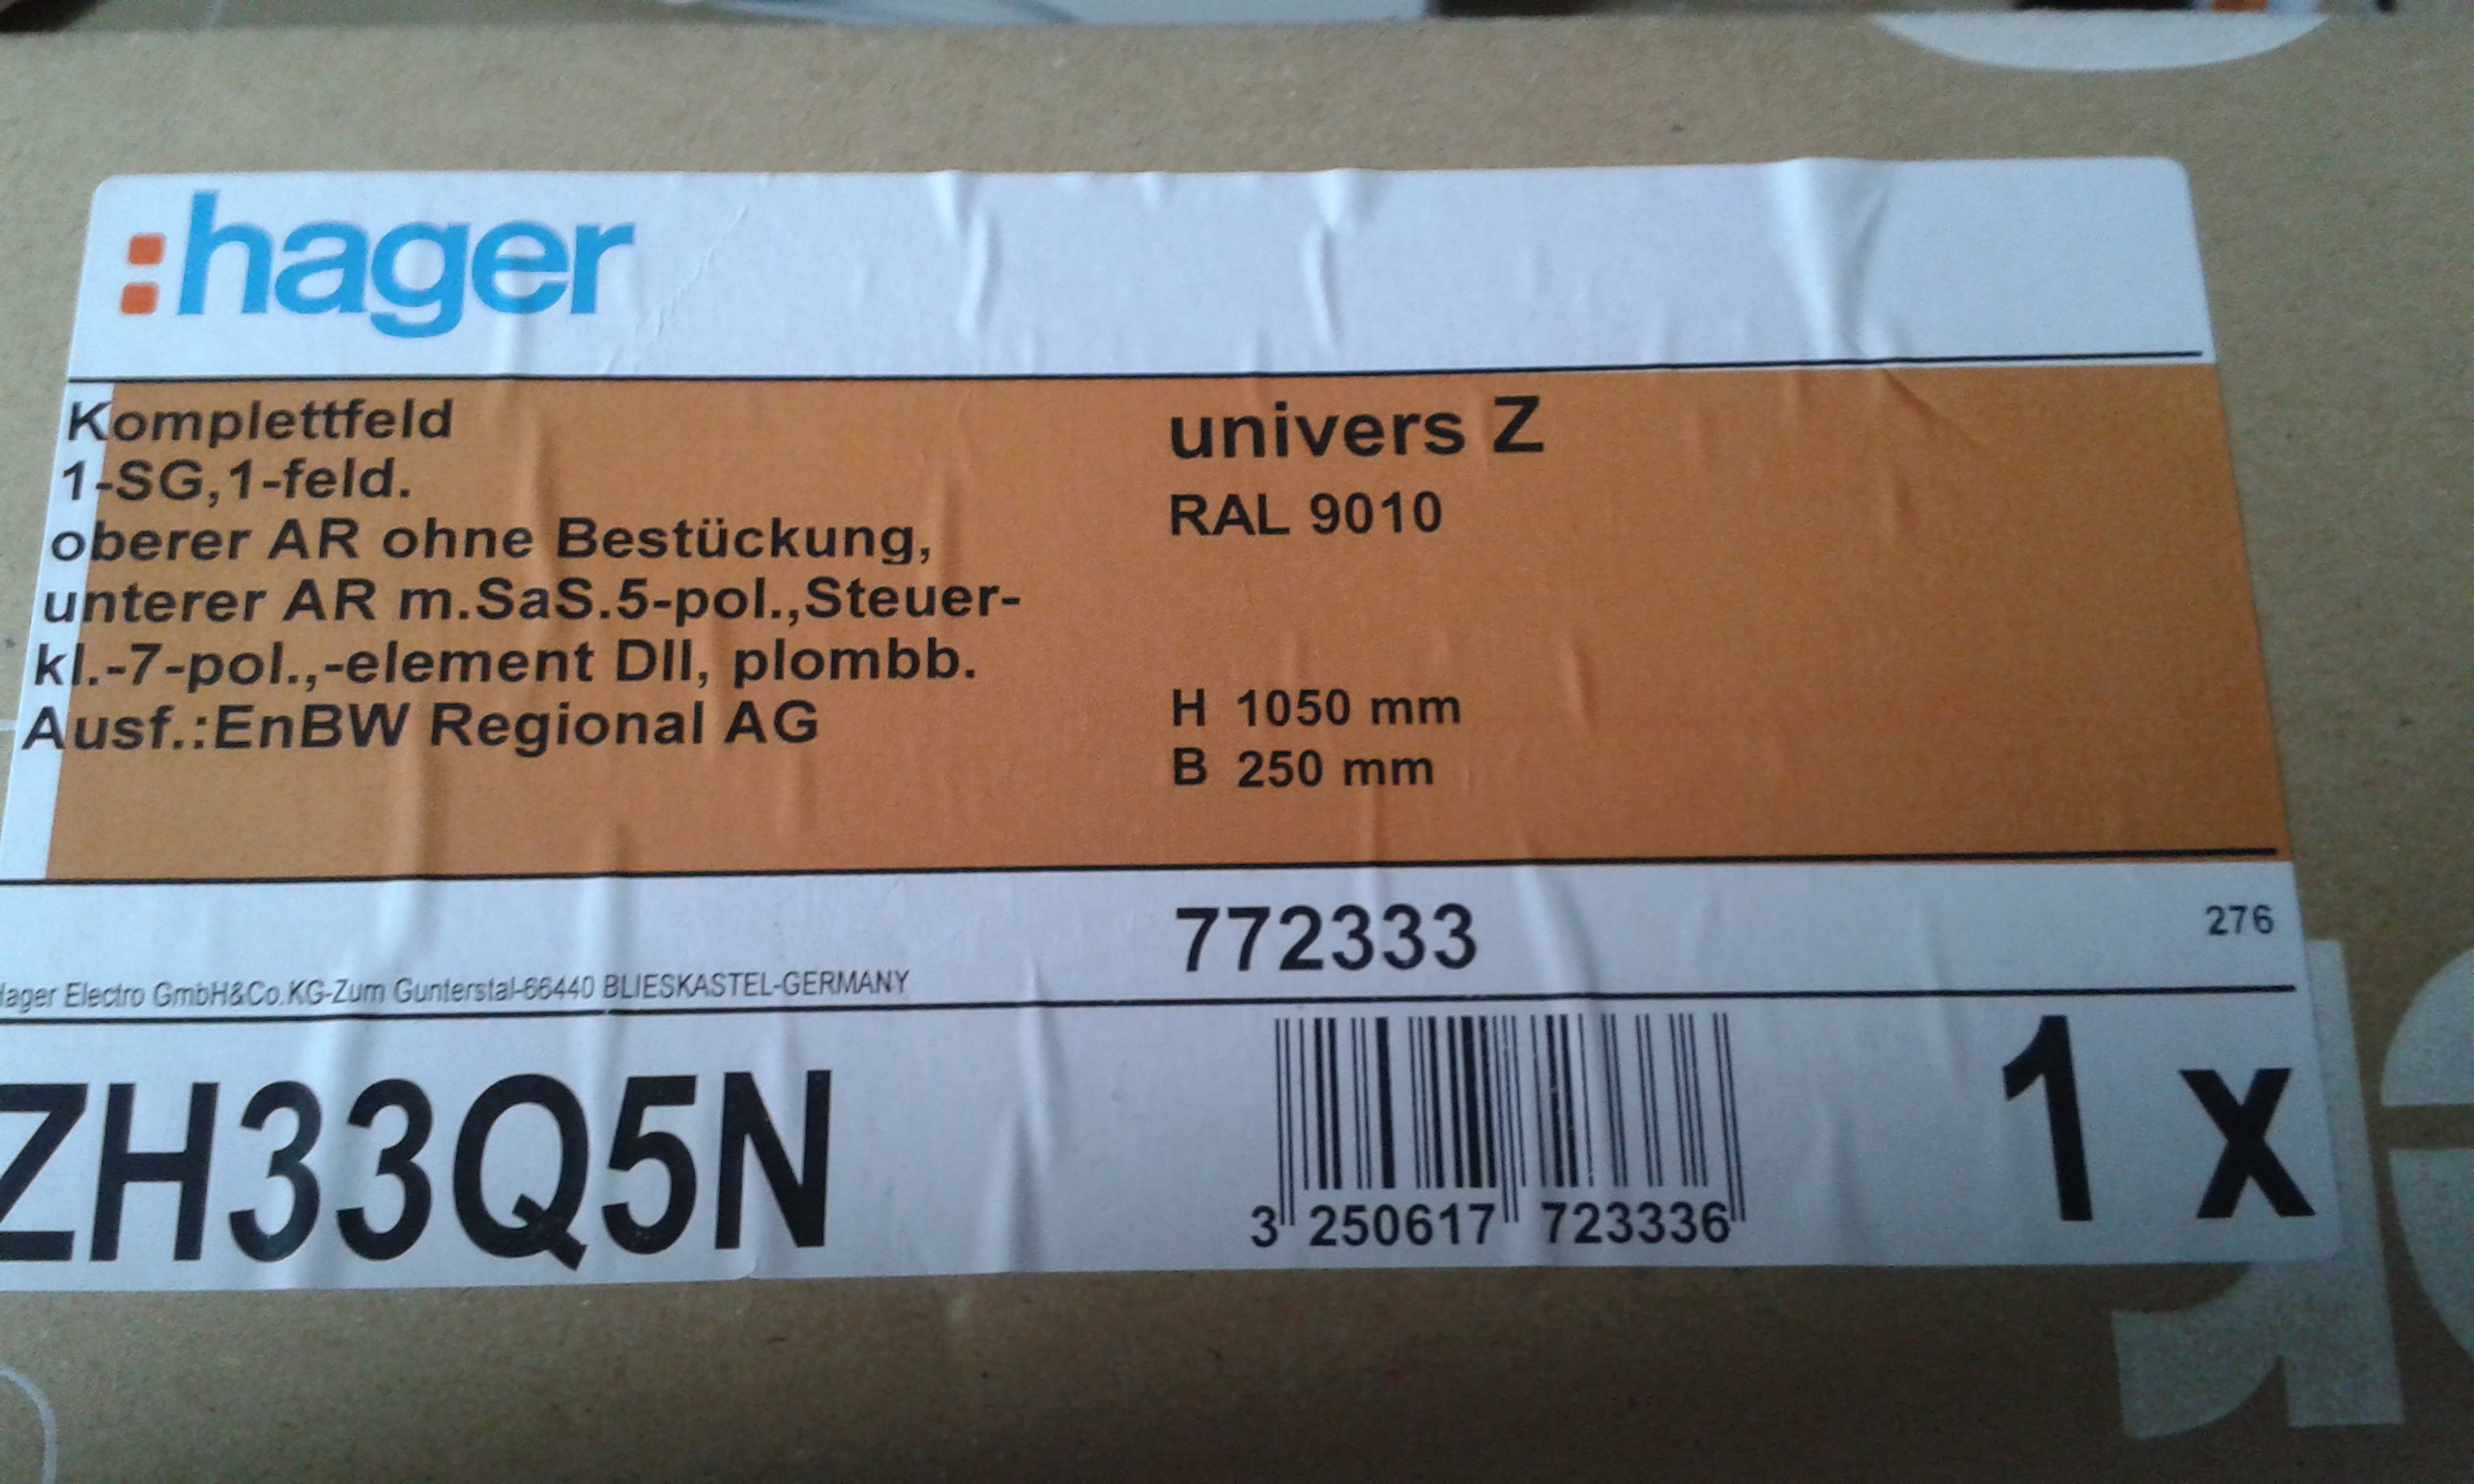 :hager
Komplettfeld
1-SG,1-feld.
oberer AR ohne Bestückung,
unterer AR m.SaS.5-pol.,Steuer-
kl.-7-pol.,-element DII, plombb.
Ausf.:EnBW Regional AG
univers Z
RAL 9010
H 1050 mm
B 250 mm
772333
276
Hager Electro GmbH&Co.KG-Zum Gunterstal-66440 BLIESKASTEL-GERMANY
ZH33Q5N
3 250617 723336
1 x